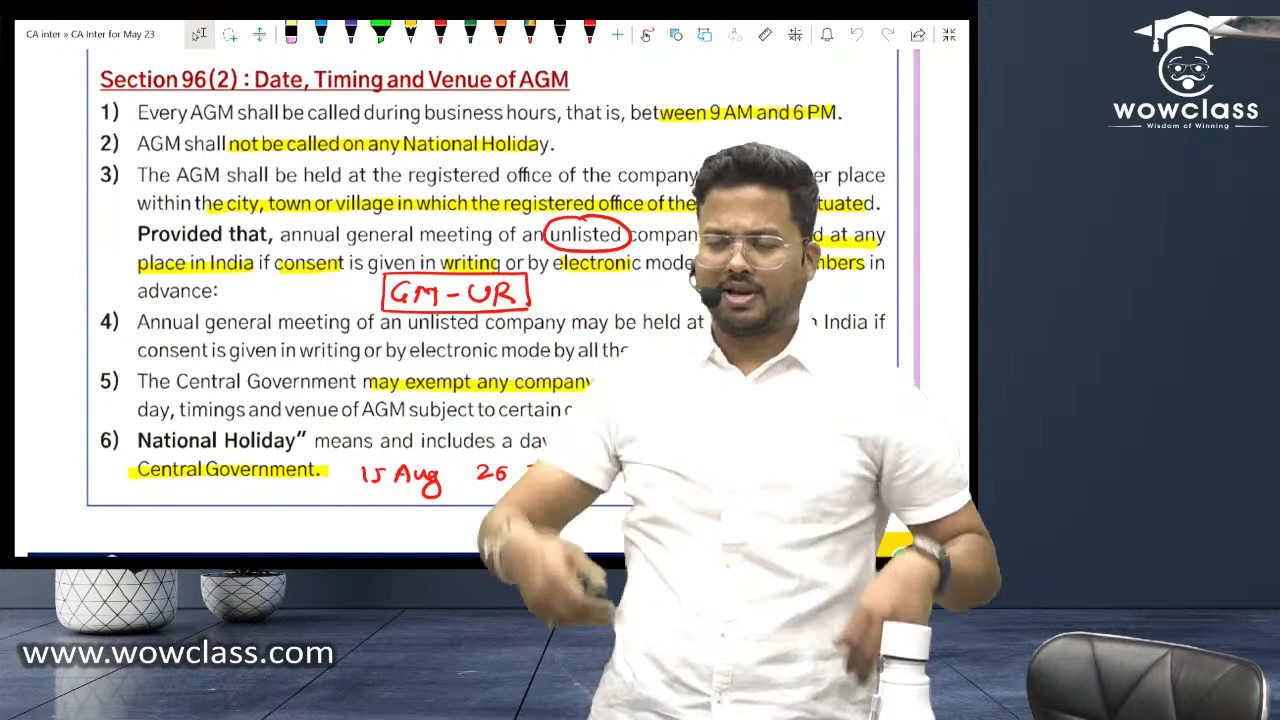 CA inter » CA Inter for May 23
wowclass
Wisdom of Winning
Section 96(2) : Date, Timing and Venue of AGM
1) Every AGM shall be called during business hours, that is, between 9 AM and 6 PM.
2) AGM shall not be called on any National Holiday.
3) The AGM shall be held at the registered office of the company place
within the city, town or village in which the registered office of the
Provided that, annual general meeting of an unlisted at any
place in India if consent is given in writing or by electronic mode in
advance:
GM - UR
4) Annual general meeting of an unlisted company may be held at India if
consent is given in writing or by electronic mode by all
5) The Central Government may exempt any company
day, timings and venue of AGM subject to certain
6) National Holiday” means and includes a
Central Government. 15 Aug 26
www.wowclass.com